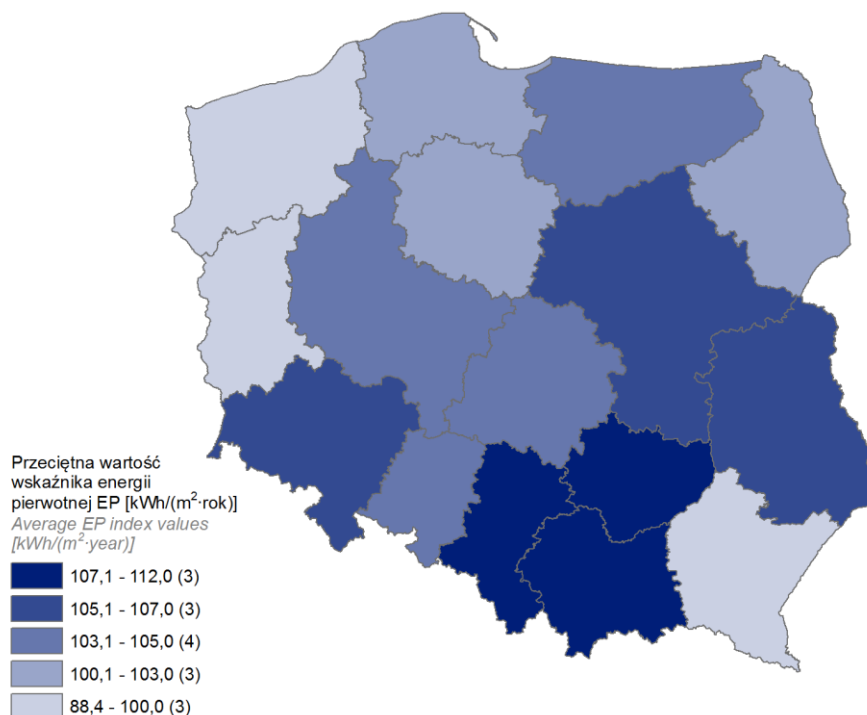 Przeciętna wartość
wskaźnika energii
pierwotnej EP [kWh/(m²·rok)]
Average EP index values
[kWh/(m²·year)]
107,1 - 112,0 (3)
105,1 - 107,0 (3)
103,1 - 105,0 (4)
100,1 - 103,0 (3)
88,4 - 100,0 (3)